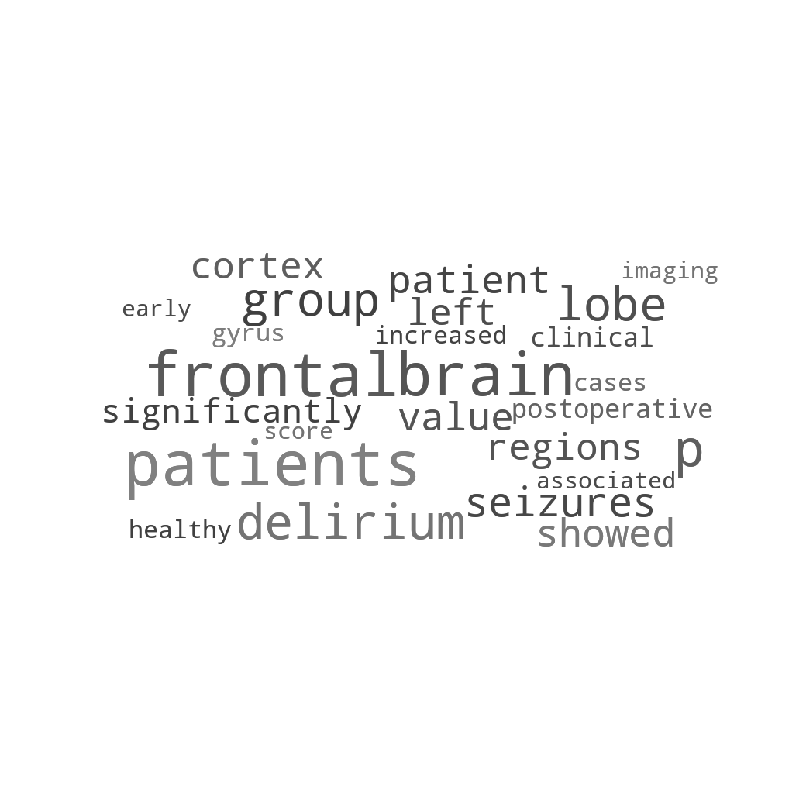 cortex patient imaging
early group left lobe
gyrus increased clinical
frontal brain cases
significantly value postoperative
score
patients regions p
associated
healthy delirium seizures
showed